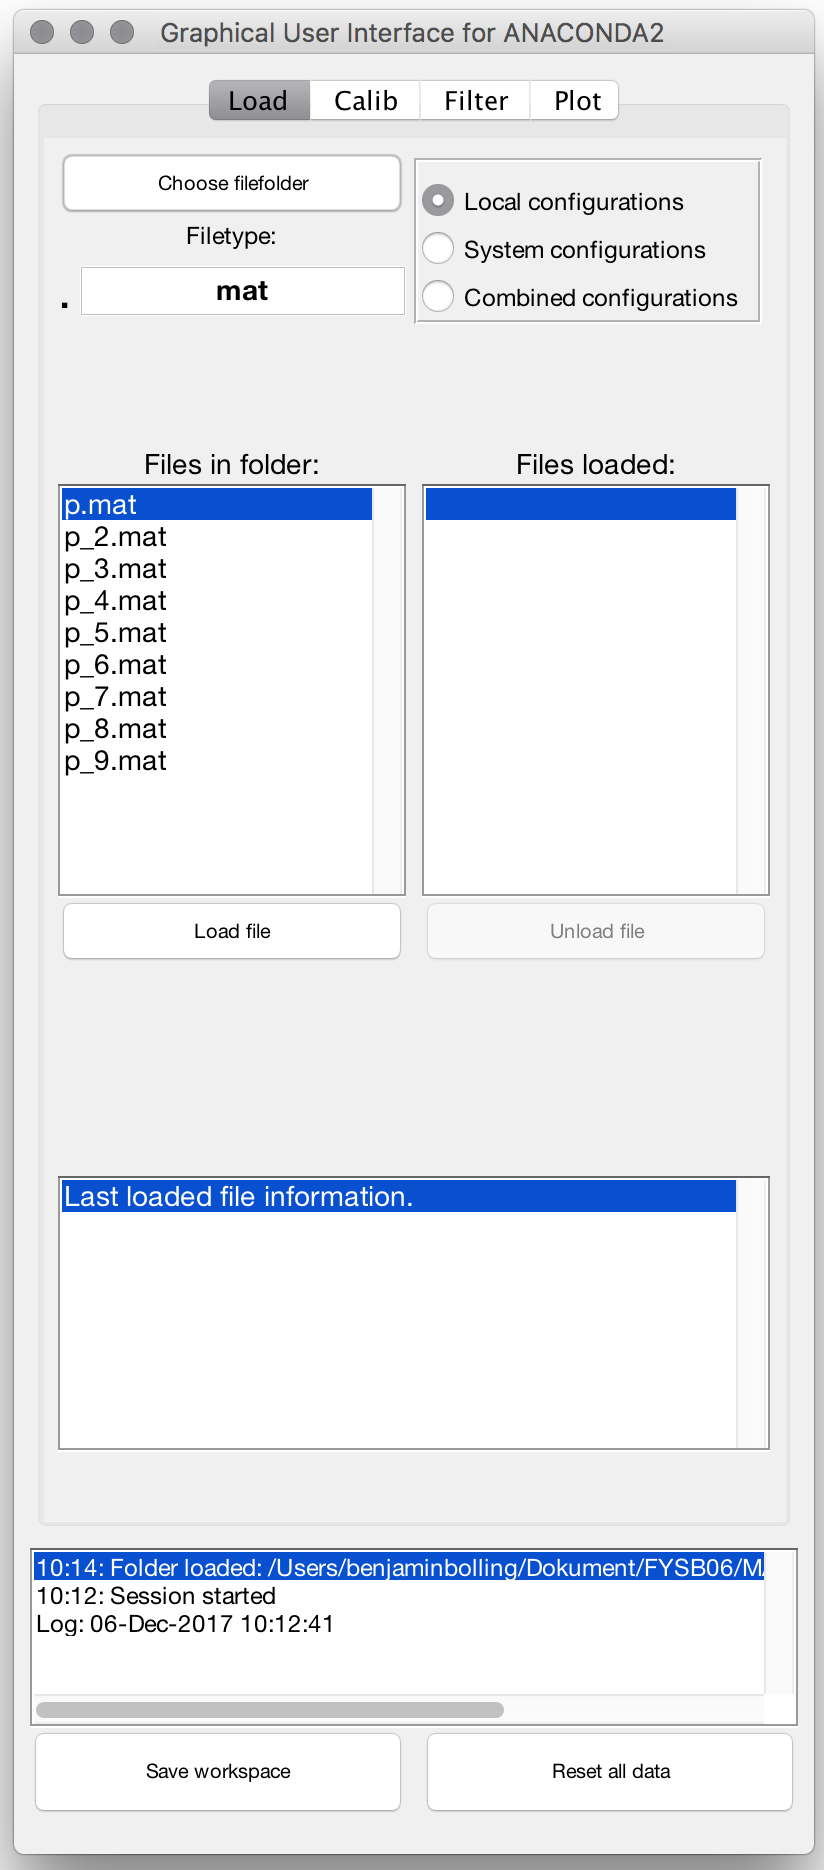 Graphical User Interface for ANACONDA2
Load Calib Filter Plot
Choose filefolder
Filetype:
. mat
Local configurations
System configurations
Combined configurations
Files in folder:
p.mat
p_2.mat
p_3.mat
p_4.mat
p_5.mat
p_6.mat
p_7.mat
p_8.mat
p_9.mat
Load file
Files loaded:
Unload file
Last loaded file information.
10:14: Folder loaded: /Users/benjaminbolling/Dokument/FYSB06/M
10:12: Session started
Log: 06-Dec-2017 10:12:41
Save workspace
Reset all data